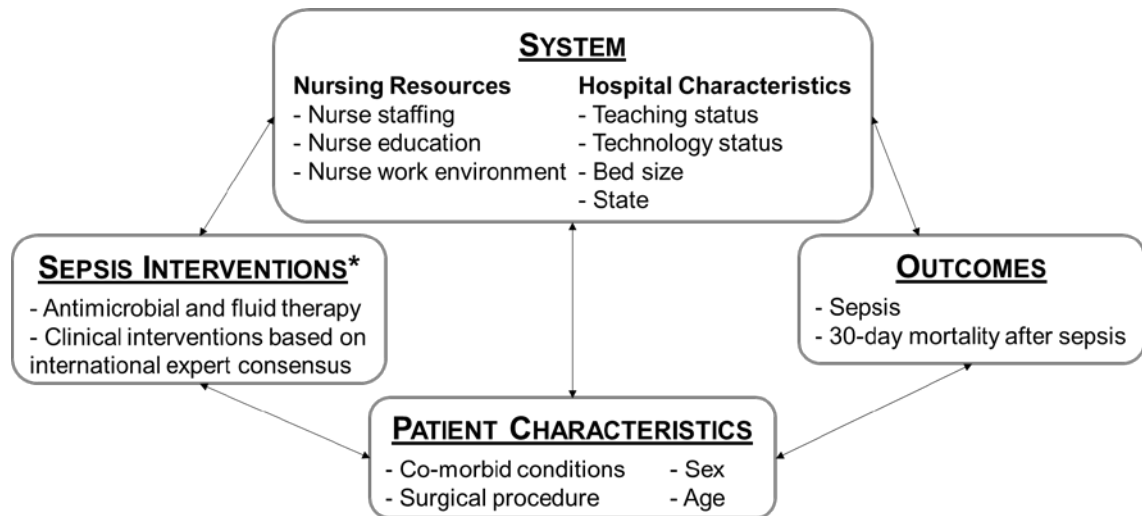 SYSTEM
Nursing Resources
- Nurse staffing
- Nurse education
- Nurse work environment
Hospital Characteristics
- Teaching status
- Technology status
- Bed size
- State
SEPSIS INTERVENTIONS*
- Antimicrobial and fluid therapy
- Clinical interventions based on
international expert consensus
OUTCOMES
- Sepsis
- 30-day mortality after sepsis
PATIENT CHARACTERISTICS
- Co-morbid conditions
- Surgical procedure
- Sex
- Age